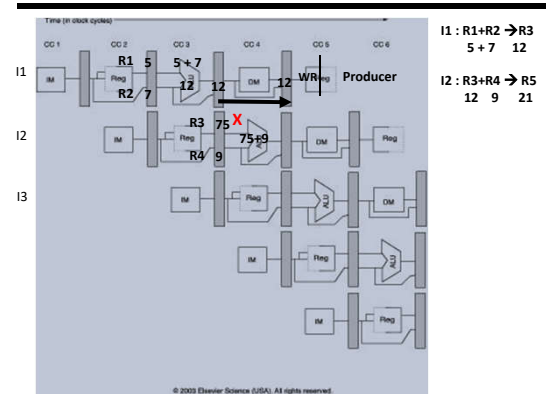 Time (in clock cycles)
CC 1 CC 2 CC 3 CC 4 CC 5 CC 6
I1 : R1+R2 → R3
5 + 7 12
I2 : R3+R4 → R5
12 9 21
I1 IM R1 Reg R2 5 7 5 + 7 12 12 DM 12 WR Reg Producer
I2 IM R3 Reg R4 75 9 X 75+9 DM Reg
I3 IM Reg ALU DM
IM Reg ALU
IM Reg
© 2003 Elsevier Science (USA). All rights reserved.